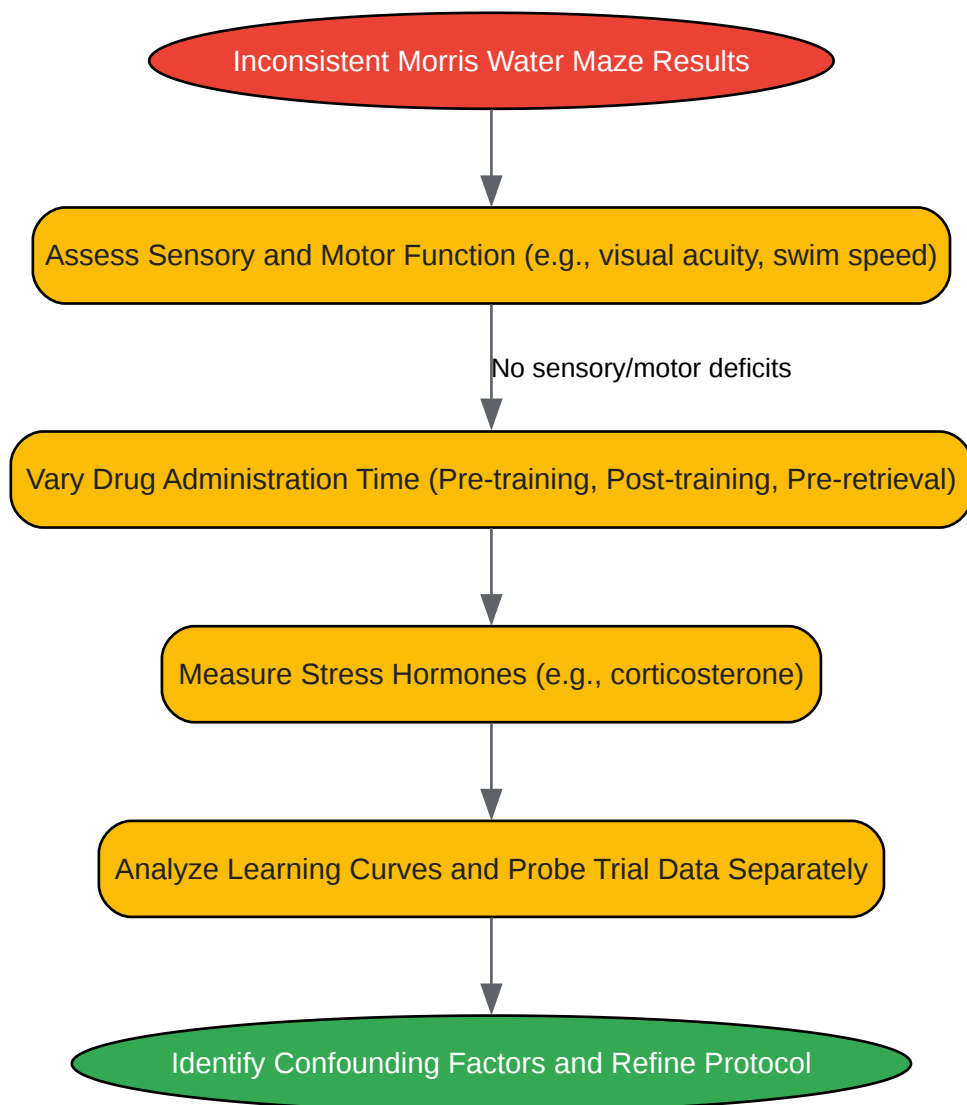 Inconsistent Morris Water Maze Results
Assess Sensory and Motor Function (e.g., visual acuity, swim speed)
No sensory/motor deficits
Vary Drug Administration Time (Pre-training, Post-training, Pre-retrieval)
Measure Stress Hormones (e.g., corticosterone)
Analyze Learning Curves and Probe Trial Data Separately
Identify Confounding Factors and Refine Protocol